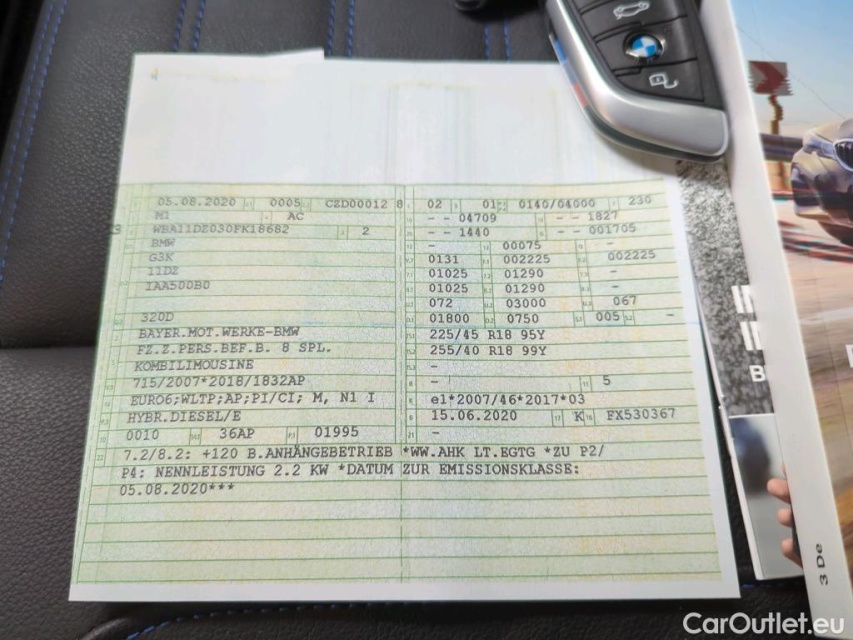 05.08.2020 0005 CZD00012 8 02 01 0140/04000 230
M1 AC - - 04709 - - 1827
WBA11DZ030FK18682 2 - - 1440 - - 001705
BMW - 00075 -
G3K 0131 002225 002225
11DZ 01025 01290 -
IAA500B0 01025 01290 -
072 03000 067
320D 01800 0750 005 -
BAYER.MOT.WERKE-BMW 225/45 R18 95Y
FZ.Z.PERS.BEF.B. 8 SPL. 255/40 R18 99Y
KOMBILIMOUSINE -
715/2007*2018/1832AP - 5
EURO6;WLTP;AP;PI/CI; M, N1 I e1*2007/46*2017*03
HYBR.DIESEL/E 15.06.2020 K FX530367
0010 36AP 01995 -
7.2/8.2: +120 B.ANHÄNGEBETRIEB *WW.AHK LT.EGTG *ZU P2/
P4: NENNLEISTUNG 2.2 KW *DATUM ZUR EMISSIONSKLASSE:
05.08.2020***
3 De
CarOutlet.eu